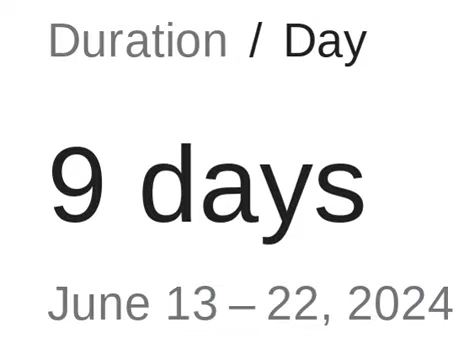 Duration / Day
9 days
June 13 – 22, 2024